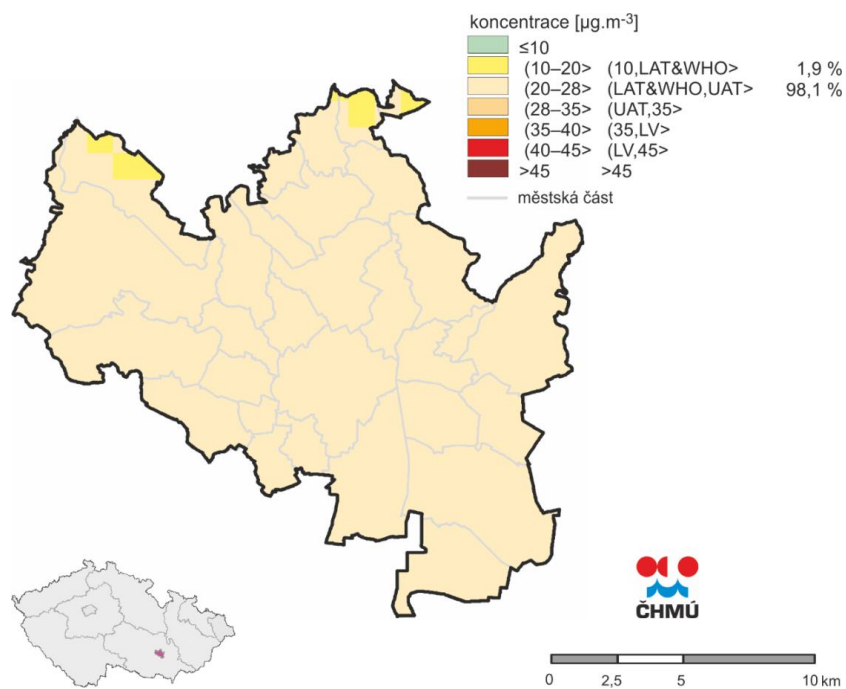 koncentrace [µg.m-3]
≤10
(10–20> (10,LAT&WHO> 1,9 %
(20–28> (LAT&WHO,UAT> 98,1 %
(28–35> (UAT,35>
(35–40> (35,LV>
(40–45> (LV,45>
>45 >45
městská část
ČHMÚ
0 2,5 5 10 km